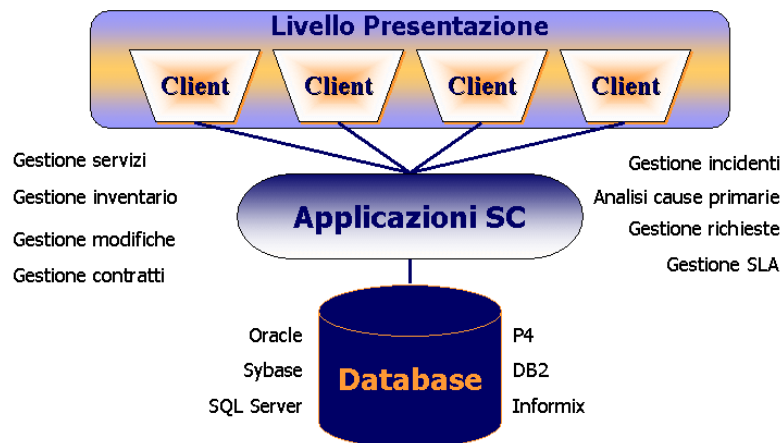 Livello Presentazione
Client
Client
Client
Client
Gestione servizi
Gestione inventario
Gestione modifiche
Gestione contratti
Applicazioni SC
Gestione incidenti
Analisi cause primarie
Gestione richieste
Gestione SLA
Oracle
Sybase
SQL Server
Database
P4
DB2
Informix